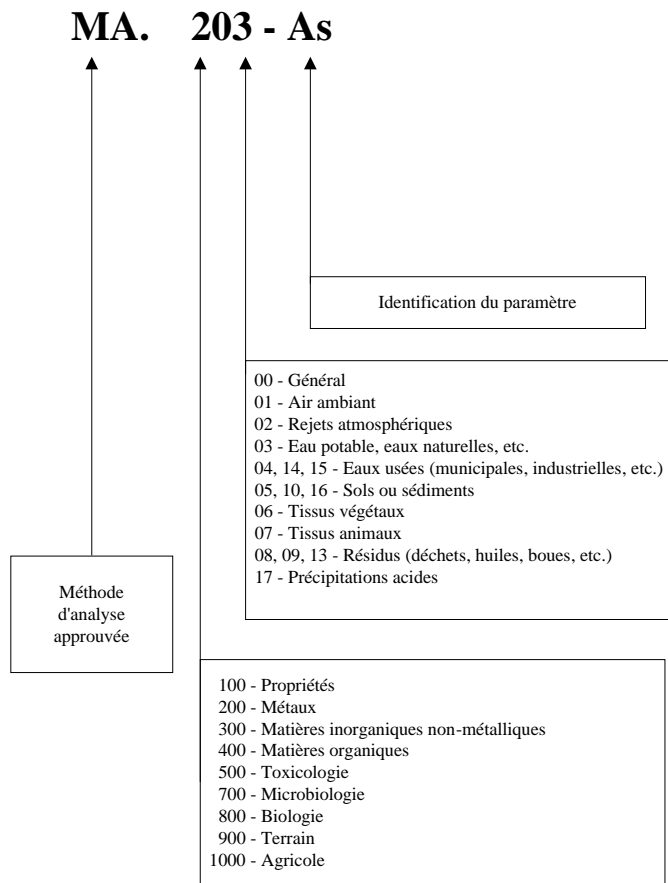 MA. 203 - As
Identification du paramètre
00 - Général
01 - Air ambiant
02 - Rejets atmosphériques
03 - Eau potable, eaux naturelles, etc.
04, 14, 15 - Eaux usées (municipales, industrielles, etc.)
05, 10, 16 - Sols ou sédiments
06 - Tissus végétaux
07 - Tissus animaux
08, 09, 13 - Résidus (déchets, huiles, boues, etc.)
17 - Précipitations acides
Méthode
d'analyse
approuvée
100 - Propriétés
200 - Métaux
300 - Matières inorganiques non-métalliques
400 - Matières organiques
500 - Toxicologie
700 - Microbiologie
800 - Biologie
900 - Terrain
1000 - Agricole